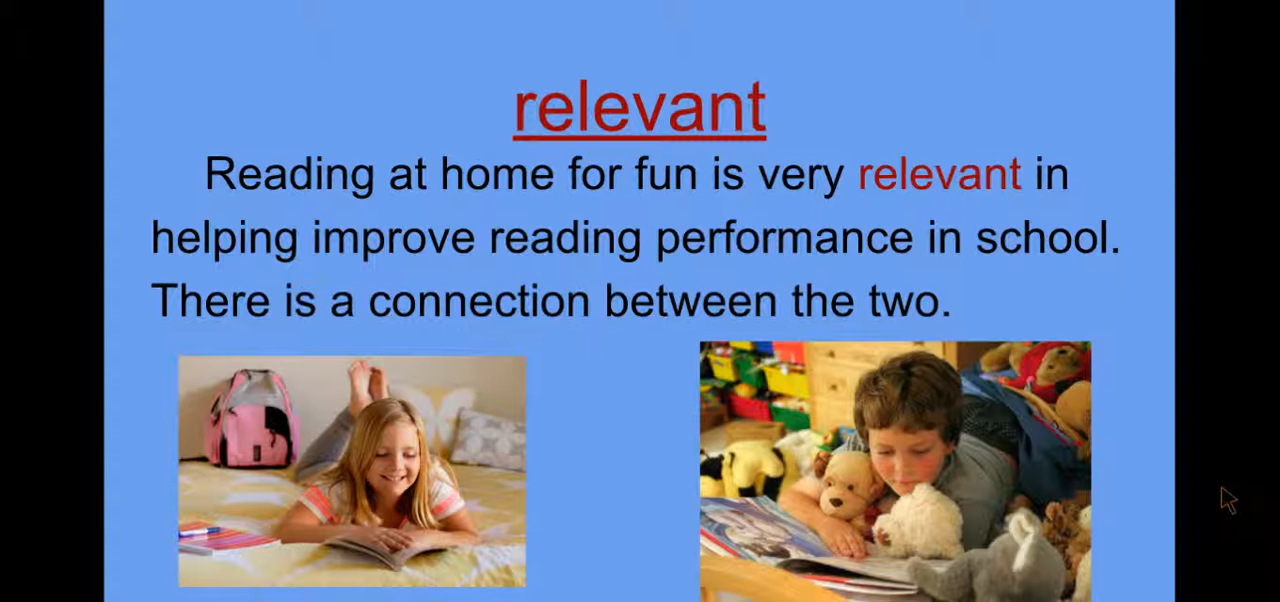 relevant
Reading at home for fun is very relevant in
helping improve reading performance in school.
There is a connection between the two.